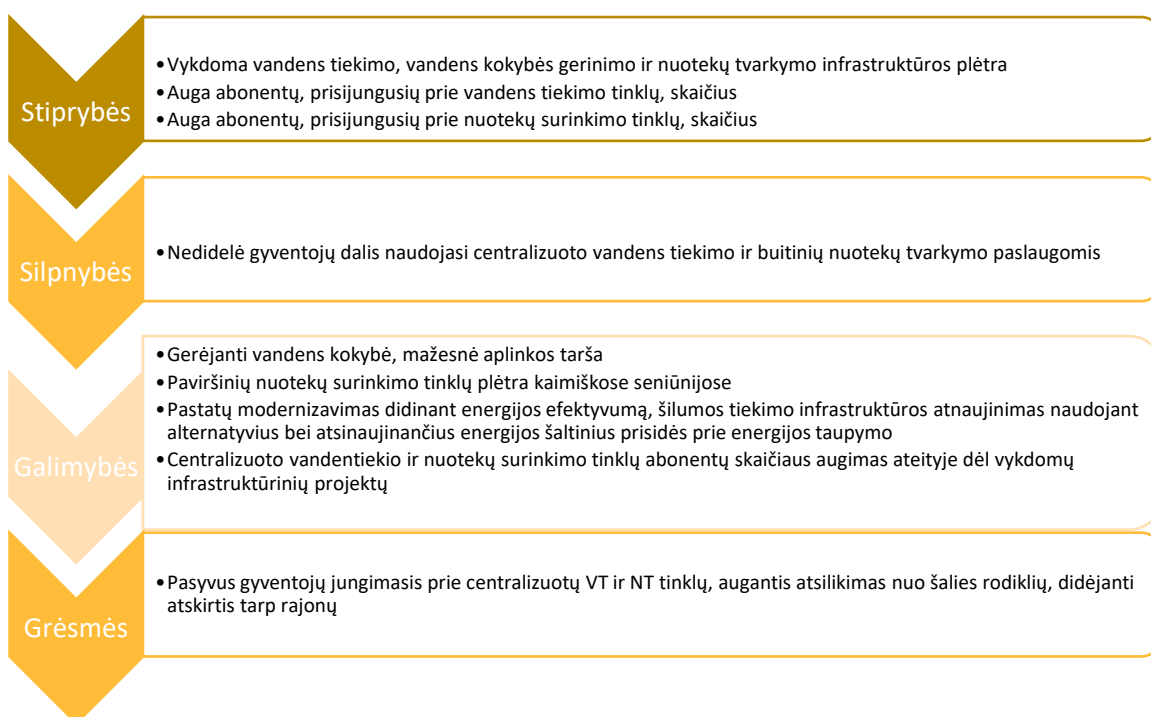 Stiprybės
•Vykdoma vandens tiekimo, vandens kokybės gerinimo ir nuotekų tvarkymo infrastruktūros plėtra
•Auga abonentų, prisijungusių prie vandens tiekimo tinklų, skaičius
•Auga abonentų, prisijungusių prie nuotekų surinkimo tinklų, skaičius
Silpnybės
•Nedidelė gyventojų dalis naudojasi centralizuoto vandens tiekimo ir buitinių nuotekų tvarkymo paslaugomis
Galimybės
•Gerėjanti vandens kokybė, mažesnė aplinkos tarša
•Paviršinių nuotekų surinkimo tinklų plėtra kaimiškose seniūnijose
•Pastatų modernizavimas didinant energijos efektyvumą, šilumos tiekimo infrastruktūros atnaujinimas naudojant
alternatyvius bei atsinaujinančius energijos šaltinius prisidės prie energijos taupymo
•Centralizuoto vandentiekio ir nuotekų surinkimo tinklų abonentų skaičiaus augimas ateityje dėl vykdomų
infrastruktūrinių projektų
Grėsmės
•Pasyvus gyventojų jungimasis prie centralizuotų VT ir NT tinklų, augantis atsilikimas nuo šalies rodiklių, didėjanti
atskirtis tarp rajonų